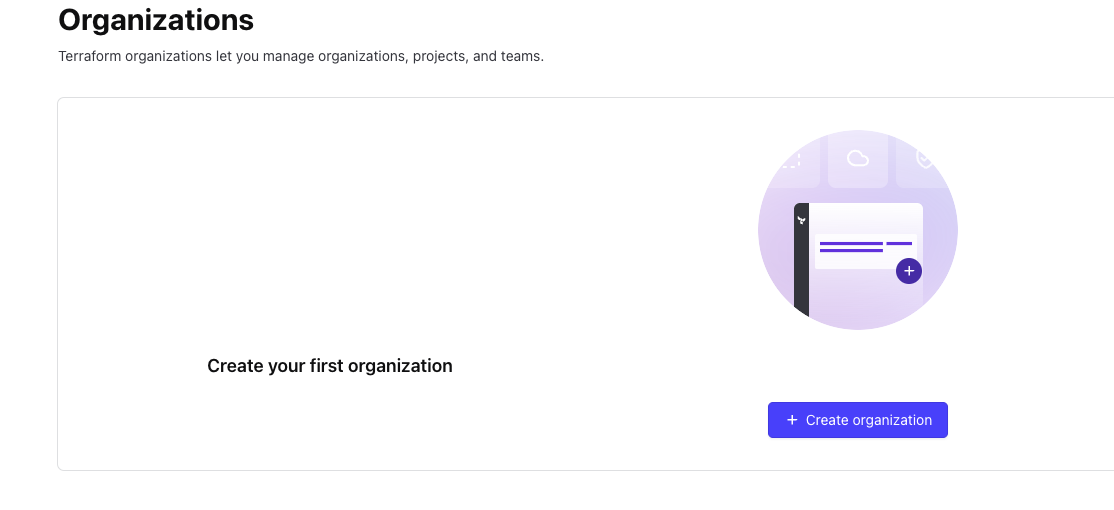 Organizations
Terraform organizations let you manage organizations, projects, and teams.
Create your first organization
+ Create organization